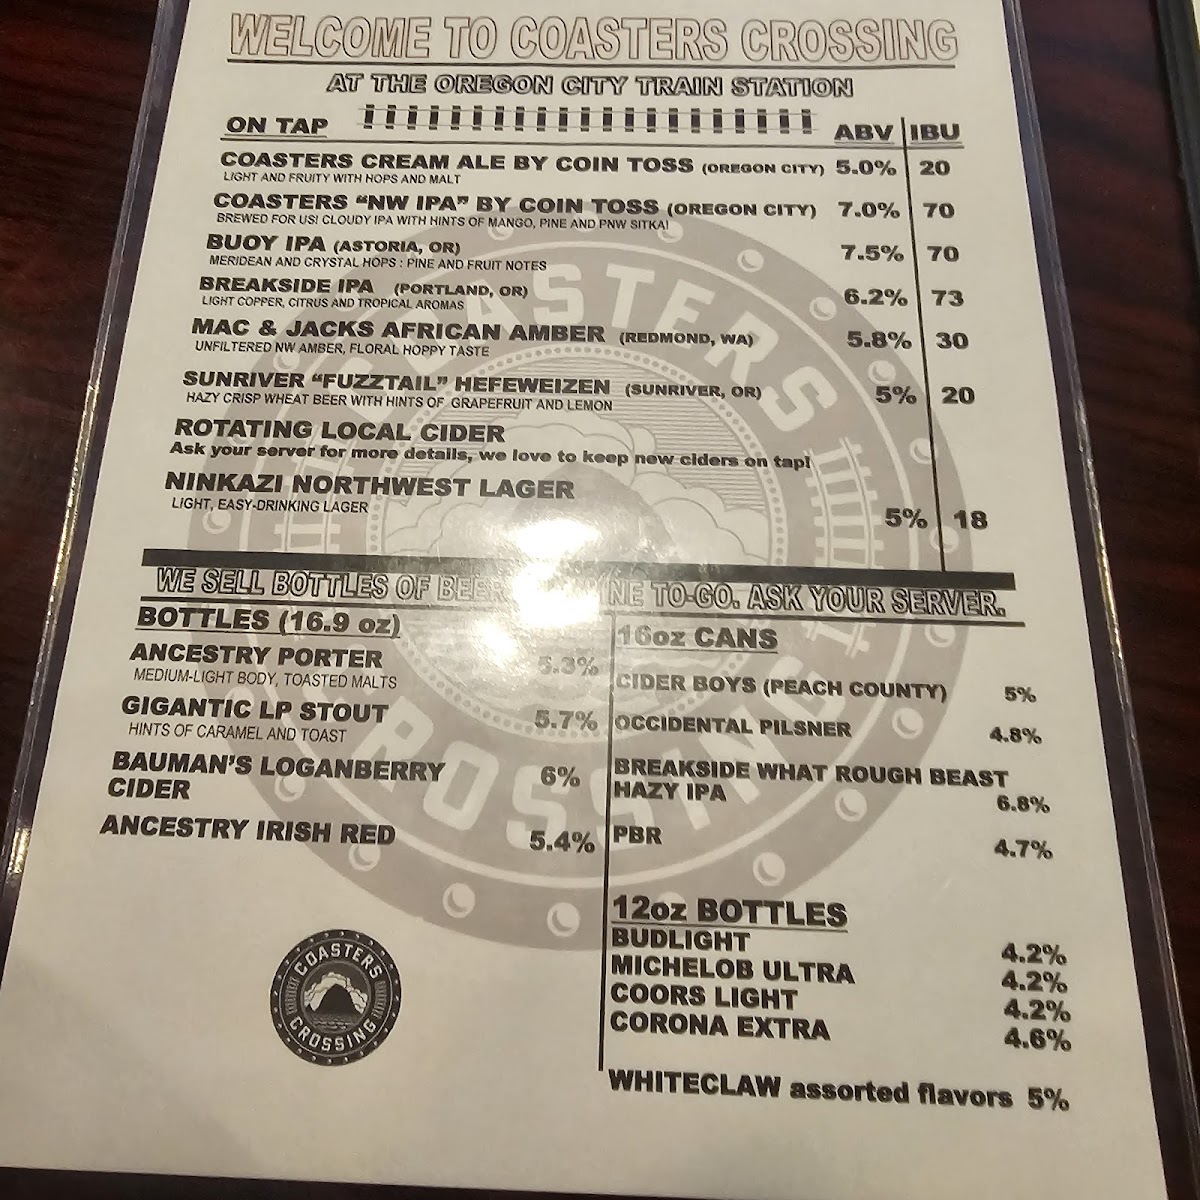 WELCOME TO COASTERS CROSSING
AT THE OREGON CITY TRAIN STATION
ON TAP ABV IBU
COASTERS CREAM ALE BY COIN TOSS (OREGON CITY) 5.0% 20
LIGHT AND FRUITY WITH HOPS AND MALT
COASTERS “NW IPA” BY COIN TOSS (OREGON CITY) 7.0% 70
BREWED FOR US! CLOUDY IPA WITH HINTS OF MANGO, PINE AND PNW SITKA!
BUOY IPA (ASTORIA, OR) 7.5% 70
MERIDEAN AND CRYSTAL HOPS : PINE AND FRUIT NOTES
BREAKSIDE IPA (PORTLAND, OR) 6.2% 73
LIGHT COPPER, CITRUS AND TROPICAL AROMAS
MAC & JACKS AFRICAN AMBER (REDMOND, WA) 5.8% 30
UNFILTERED NW AMBER, FLORAL HOPPY TASTE
SUNRIVER “FUZZTAIL” HEFEWEIZEN (SUNRIVER, OR) 5% 20
HAZY CRISP WHEAT BEER WITH HINTS OF GRAPEFRUIT AND LEMON
ROTATING LOCAL CIDER
Ask your server for more details, we love to keep new ciders on tap!
NINKAZI NORTHWEST LAGER
LIGHT, EASY-DRINKING LAGER 5% 18
WE SELL BOTTLES OF BEER TO-GO. ASK YOUR SERVER.
BOTTLES (16.9 oz)
ANCESTRY PORTER 5.3%
MEDIUM-LIGHT BODY, TOASTED MALTS
GIGANTIC LP STOUT 5.7%
HINTS OF CARAMEL AND TOAST
BAUMAN’S LOGANBERRY 6%
CIDER
ANCESTRY IRISH RED 5.4%
16oz CANS
CIDER BOYS (PEACH COUNTY) 5%
OCCIDENTAL PILSNER 4.8%
BREAKSIDE WHAT ROUGH BEAST
HAZY IPA 6.8%
PBR 4.7%
12oz BOTTLES
BUDLIGHT 4.2%
MICHELOB ULTRA 4.2%
COORS LIGHT 4.2%
CORONA EXTRA 4.6%
WHITECLAW assorted flavors 5%
COASTERS
CROSSING
COASTERS
CROSSING